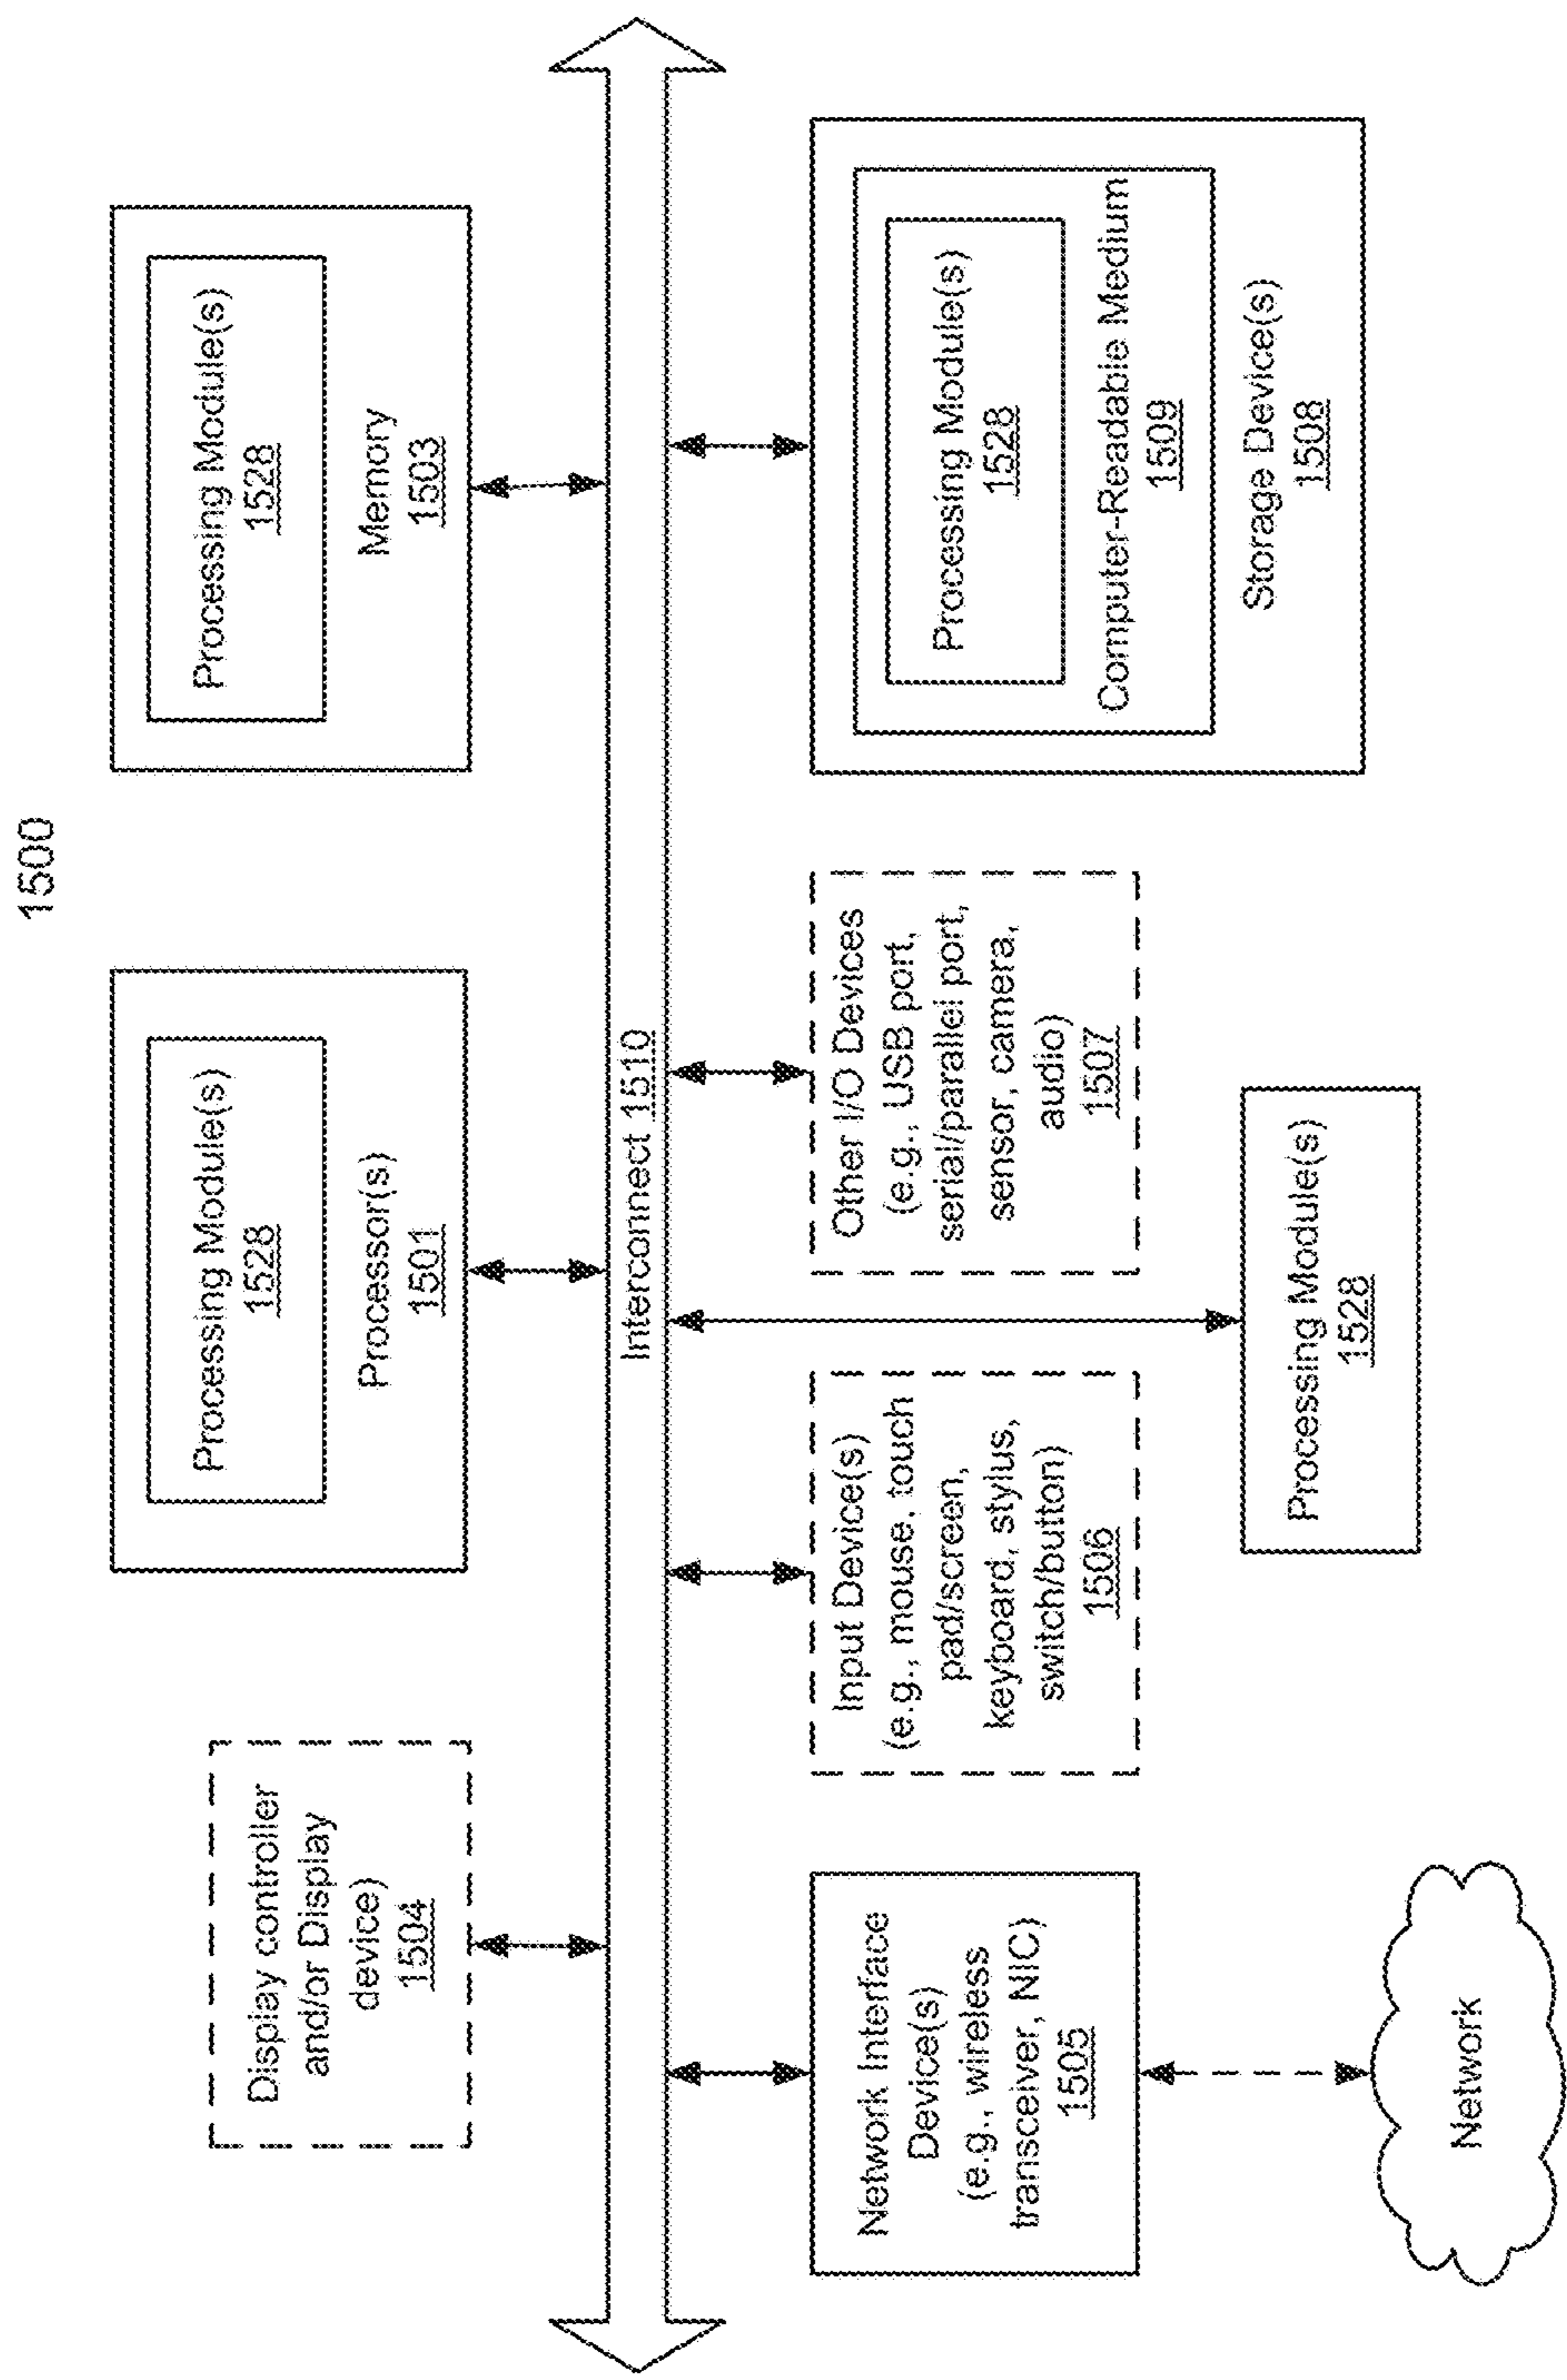 1500
Display controller
and/or Display
device)
1504
Processing Module(s)
1528
Processor(s)
1501
Processing Module(s)
1528
Memory
1503
Interconnect 1510
Network Interface
Device(s)
(e.g., wireless
transceiver, NIC)
1505
Input Device(s)
(e.g., mouse, touch
pad/screen,
keyboard, stylus,
switch/button)
1506
Other I/O Devices
(e.g., USB port,
serial/parallel port,
sensor, camera,
audio)
1507
Processing Module(s)
1528
Computer-Readable Medium
1509
Storage Device(s)
1508
Network
Processing Module(s)
1528